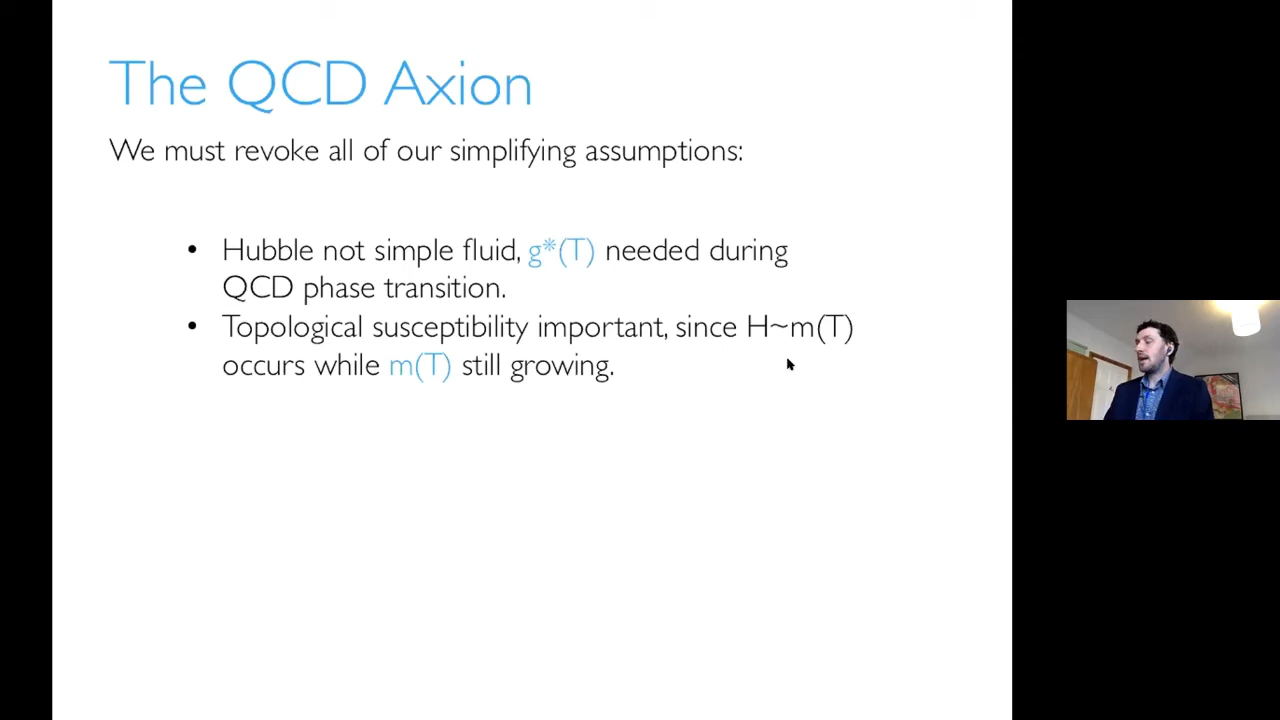 The QCD Axion
We must revoke all of our simplifying assumptions:
• Hubble not simple fluid, g*(T) needed during
QCD phase transition.
• Topological susceptibility important, since H~m(T)
occurs while m(T) still growing.